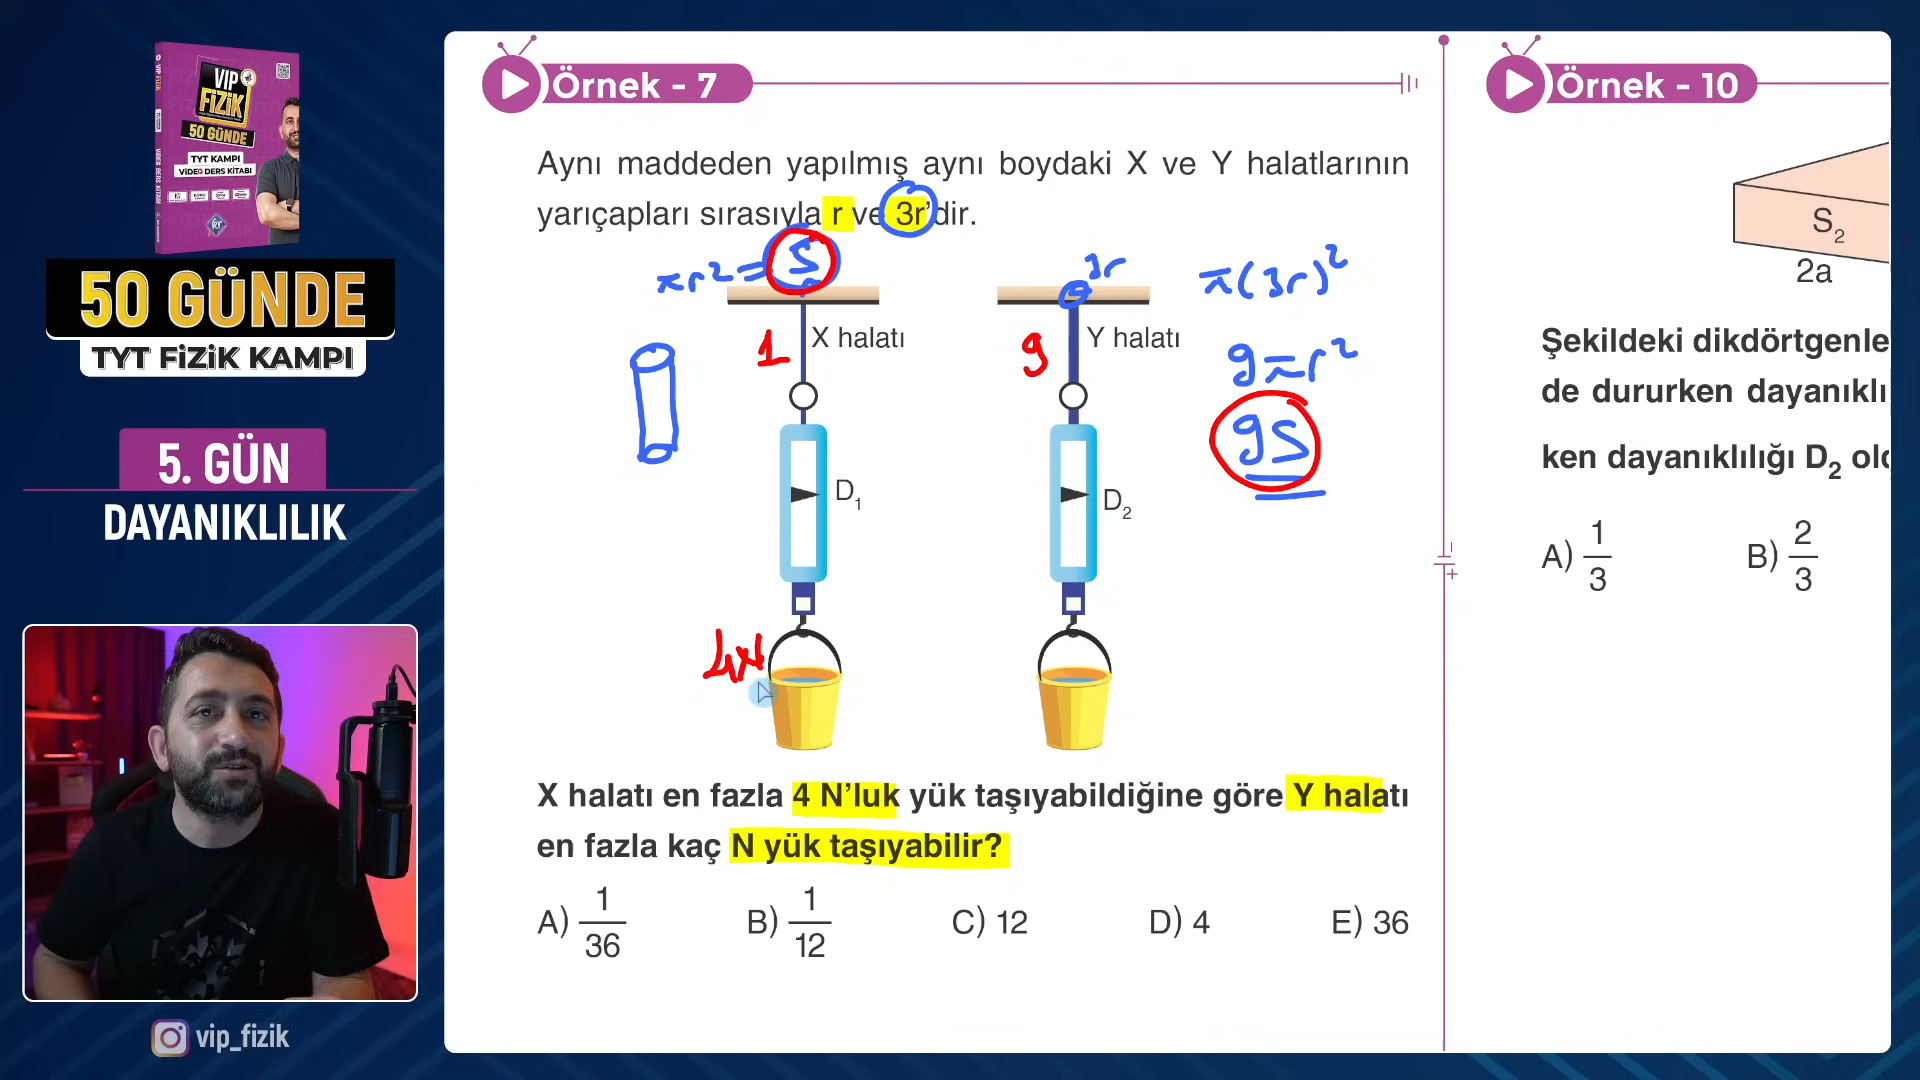 VIP
FİZİK
50 GÜNDE
TYT KAMPI
VİDEO DERS KİTABI
50 GÜNDE
TYT FİZİK KAMPI
5. GÜN
DAYANIKLILIK
vip_fizik
Örnek - 7
Aynı maddeden yapılmış aynı boydaki X ve Y halatlarının
yarıçapları sırasıyla r ve 3r'dir.
πr²= S
3r
π(3r)²
1
X halatı
9
Y halatı
9πr²
9S
D₁
D₂
4N
X halatı en fazla 4 N'luk yük taşıyabildiğine göre Y halatı
en fazla kaç N yük taşıyabilir?
A) 1/36
B) 1/12
C) 12
D) 4
E) 36
Örnek - 10
S₂
2a
Şekildeki dikdörtgenle
de dururken dayanıklı
ken dayanıklılığı D₂
A) 1/3
B) 2/3